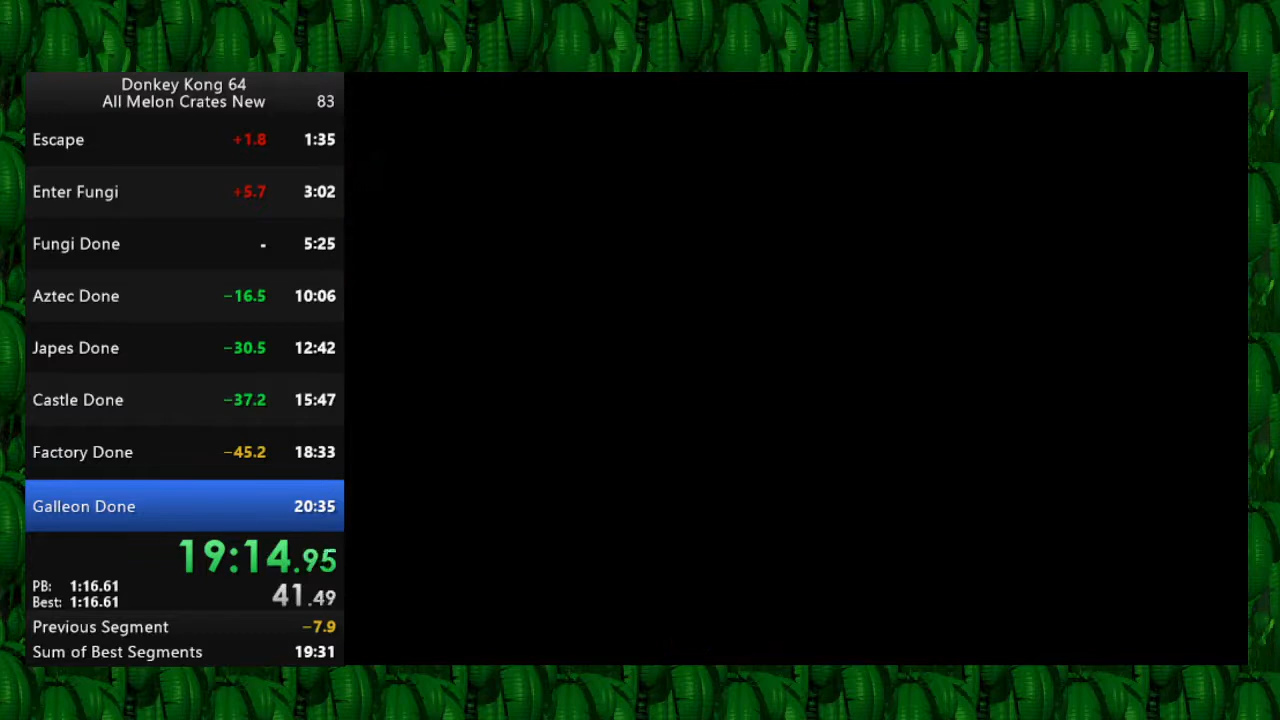 Donkey Kong 64
All Melon Crates New 83
Escape +1.8 1:35
Enter Fungi +5.7 3:02
Fungi Done - 5:25
Aztec Done −16.5 10:06
Japes Done −30.5 12:42
Castle Done −37.2 15:47
Factory Done −45.2 18:33
Galleon Done 20:35
19:14.95
PB: 1:16.61
Best: 1:16.61
41.49
Previous Segment −7.9
Sum of Best Segments 19:31